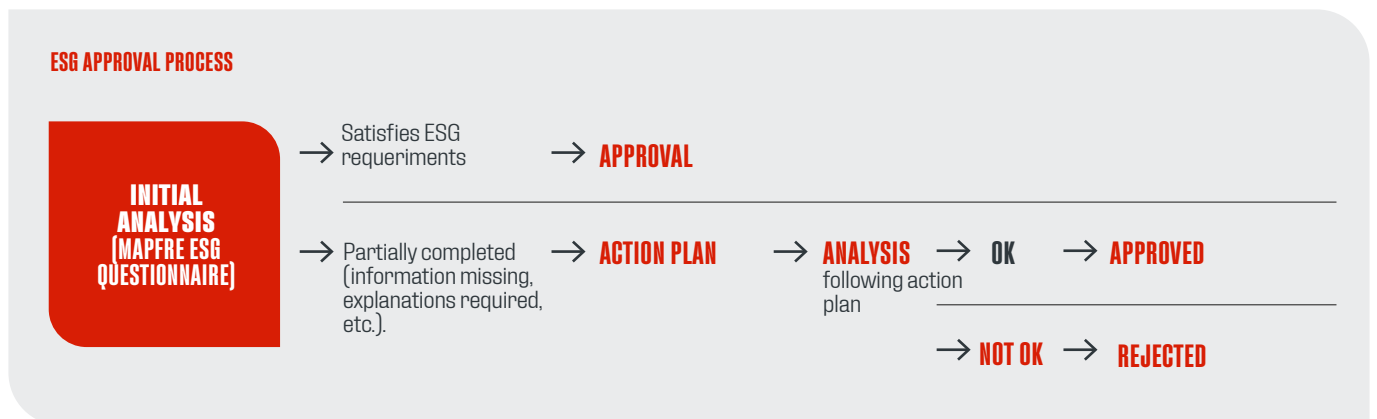 ESG APPROVAL PROCESS
INITIAL
ANALYSIS
(MAPFRE ESG
QUESTIONNAIRE)
Satisfies ESG
requeriments
APPROVAL
Partially completed
(information missing,
explanations required,
etc.).
ACTION PLAN
ANALYSIS
following action
plan
OK
APPROVED
NOT OK
REJECTED